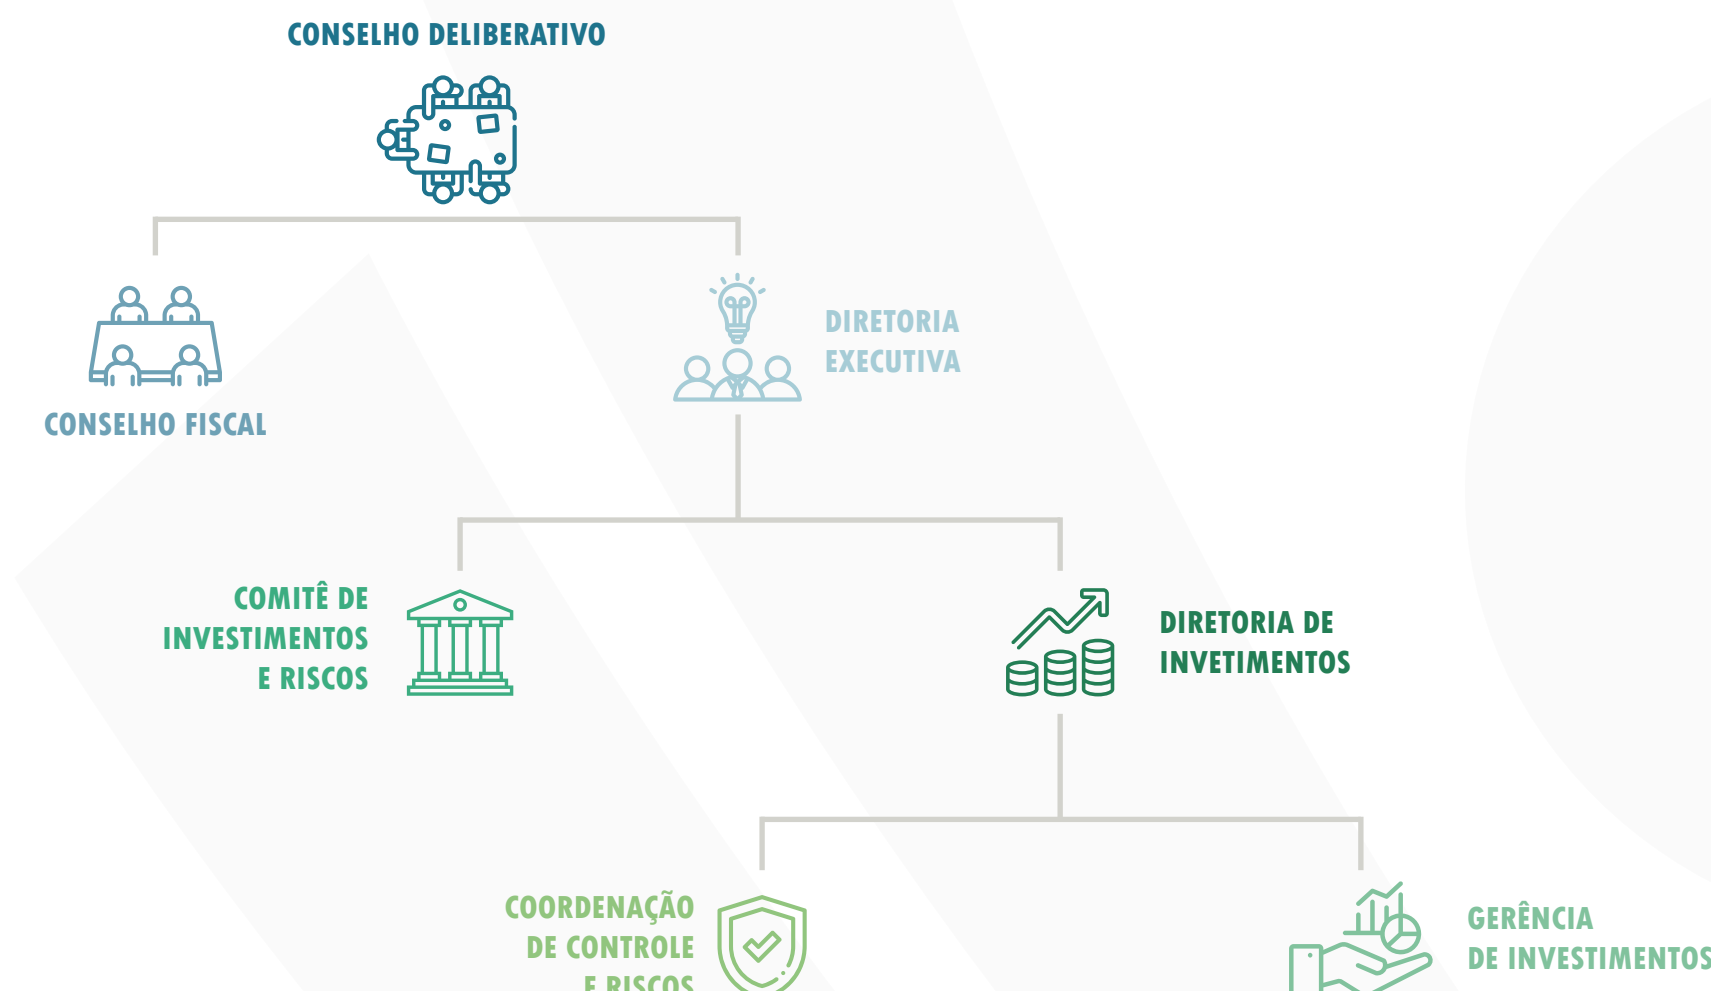 CONSELHO DELIBERATIVO
DIRETORIA
EXECUTIVA
CONSELHO FISCAL
COMITÊ DE
INVESTIMENTOS
E RISCOS
DIRETORIA DE
INVETIMENTOS
COORDENAÇÃO
DE CONTROLE
E RISCOS
GERÊNCIA
DE INVESTIMENTOS